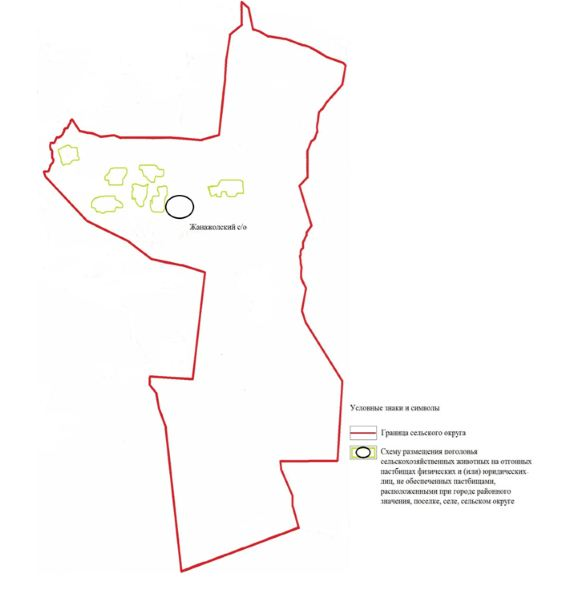 Жанажолский с/о
Условные знаки и символы
Граница сельского округа
Схему размещения поголовья
сельскохозяйственных животных на отгонных
пастбищах физических и (или) юридических
лиц, не обеспеченных пастбищами,
расположенными при городе районного
значения, поселке, селе, сельском округе